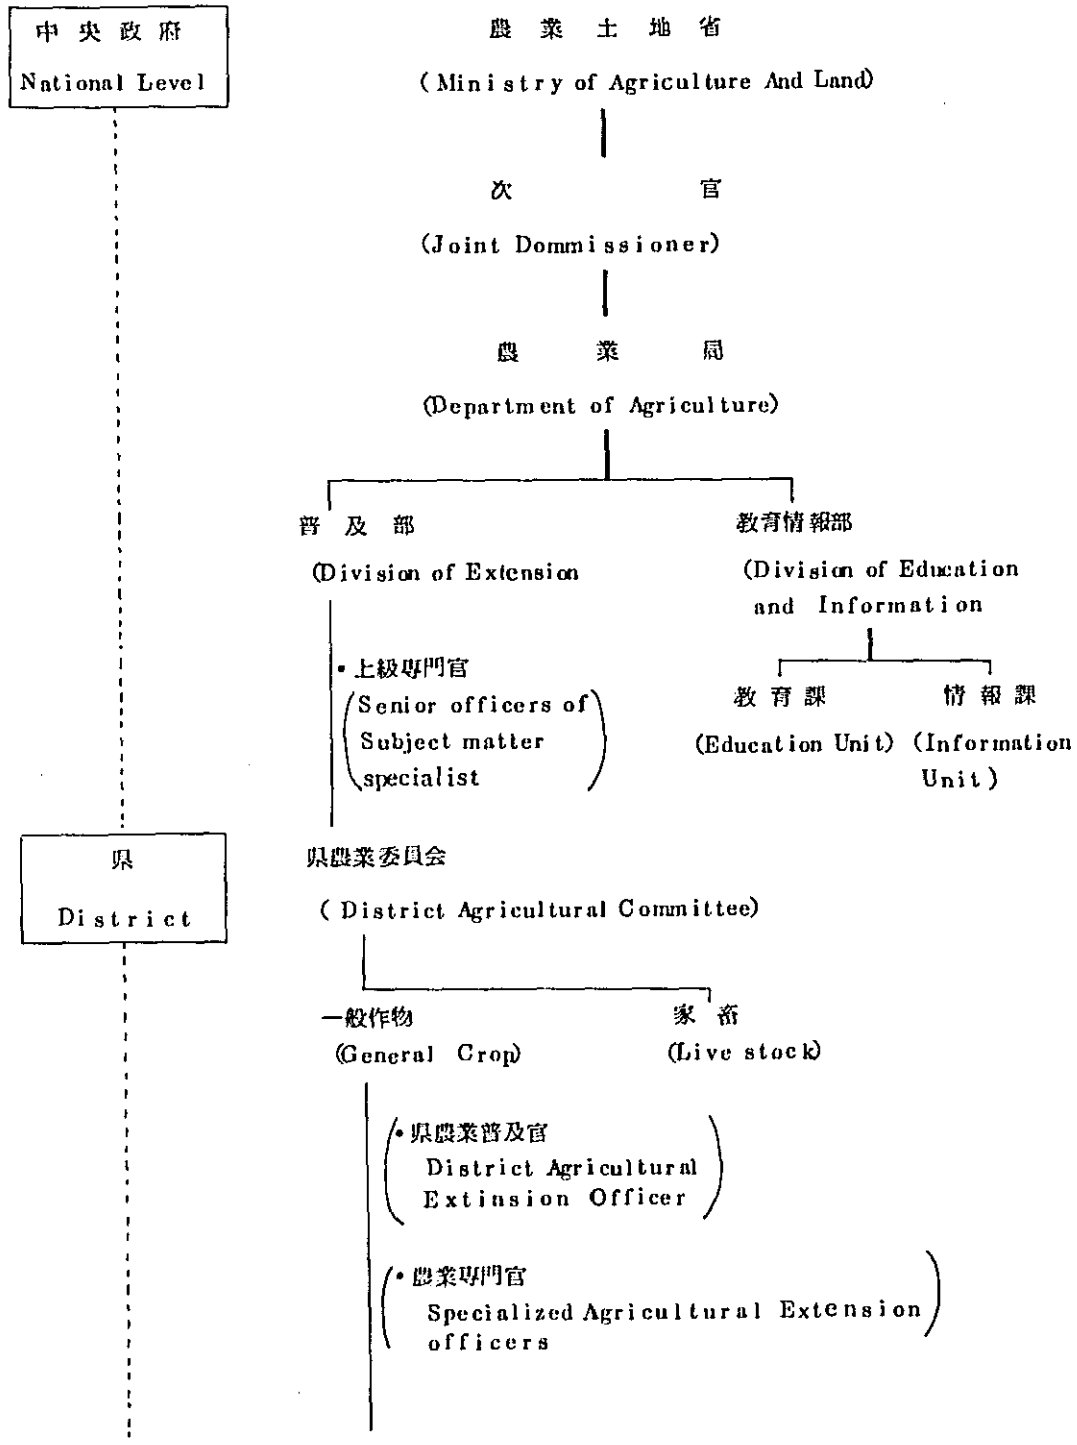 中央政府
National Level
農業土地省
(Ministry of Agriculture And Land)
次官
(Joint Dommissioner)
農業局
(Department of Agriculture)
普及部
(Division of Extension
教育情報部
(Division of Education
and Information
・上級専門官
(Senior officers of
Subject matter
specialist)
教育課
(Education Unit)
情報課
(Information
Unit)
県
District
県農業委員会
(District Agricultural Committee)
一般作物
(General Crop)
家畜
(Live stock)
(・県農業普及官
District Agricultural
Extinsion Officer)
(・農業専門官
Specialized Agricultural Extension
officers)